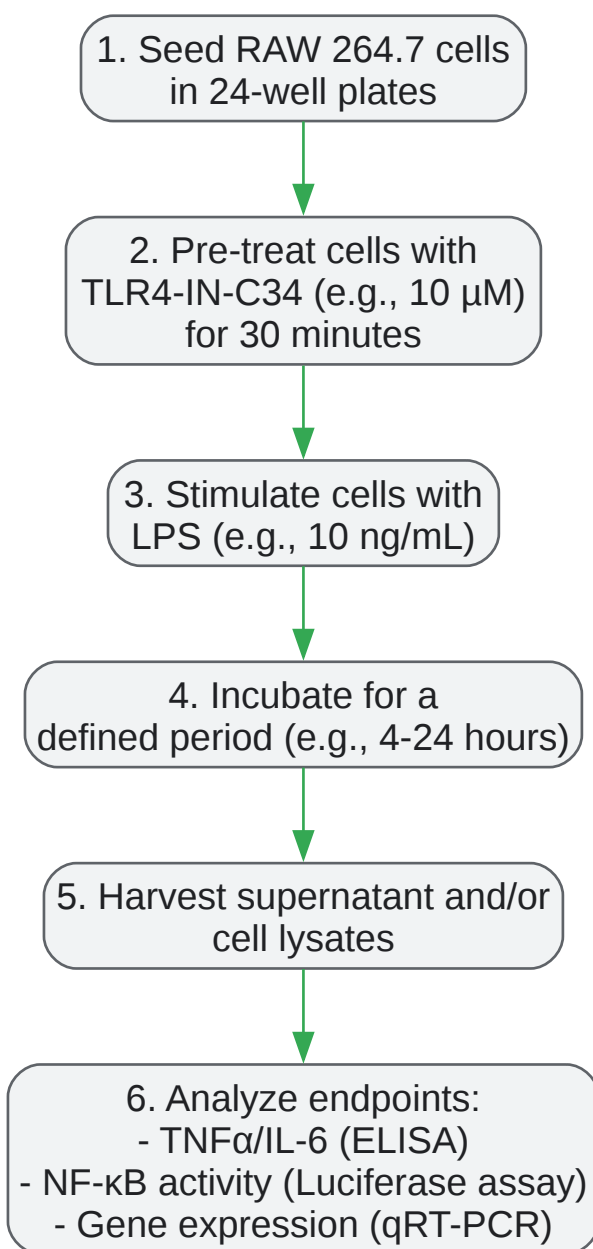 1. Seed RAW 264.7 cells
in 24-well plates
2. Pre-treat cells with
TLR4-IN-C34 (e.g., 10 μM)
for 30 minutes
3. Stimulate cells with
LPS (e.g., 10 ng/mL)
4. Incubate for a
defined period (e.g., 4-24 hours)
5. Harvest supernatant and/or
cell lysates
6. Analyze endpoints:
- TNFα/IL-6 (ELISA)
- NF-κB activity (Luciferase assay)
- Gene expression (qRT-PCR)